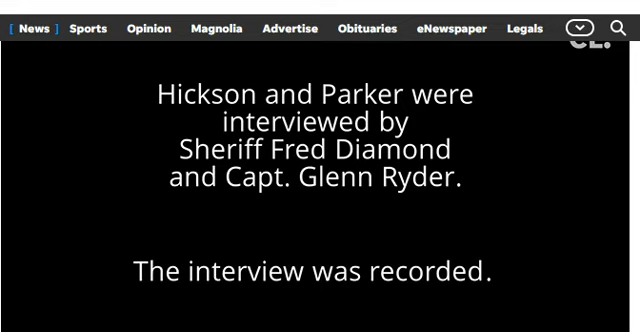 [ News ] Sports Opinion Magnolia Advertise Obituaries eNewspaper Legals
Hickson and Parker were
interviewed by
Sheriff Fred Diamond
and Capt. Glenn Ryder.
The interview was recorded.